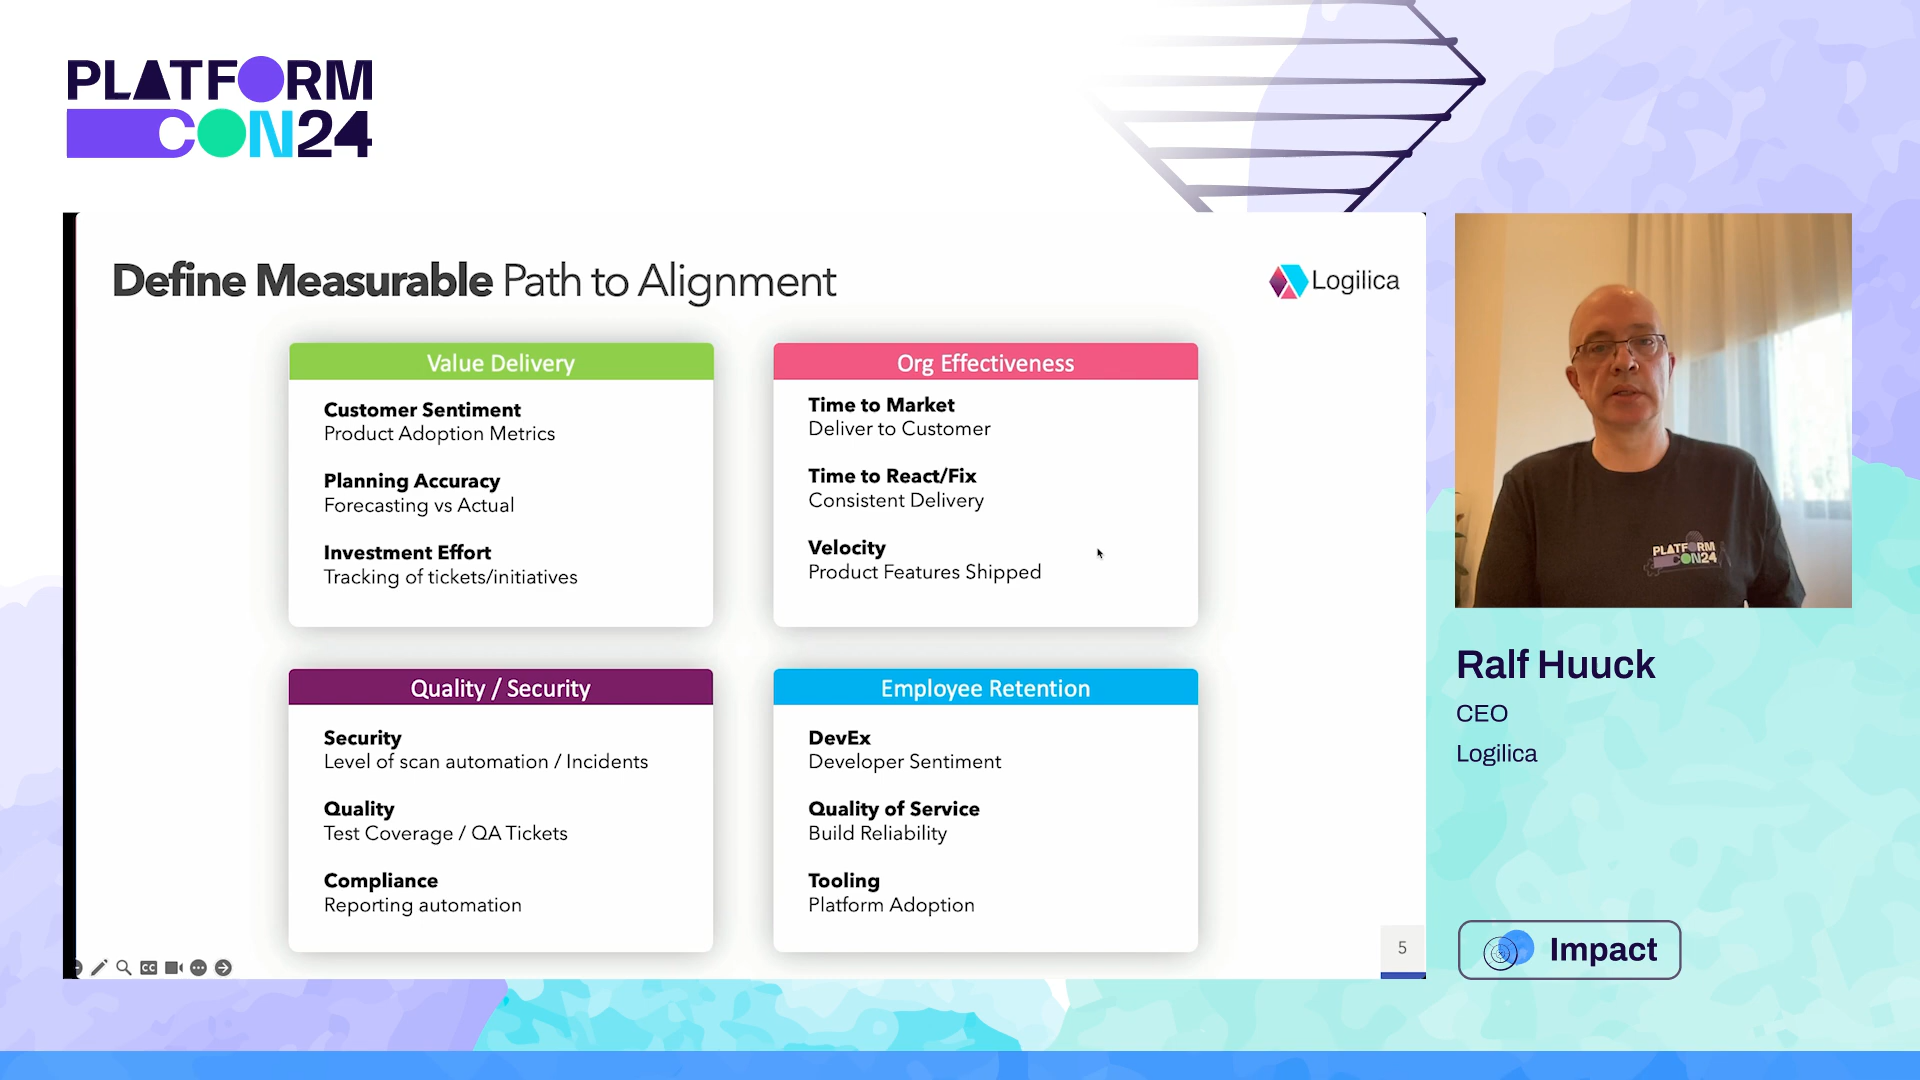 PLATFORM
CON24
Define Measurable Path to Alignment
Logilica
Value Delivery
Customer Sentiment
Product Adoption Metrics
Planning Accuracy
Forecasting vs Actual
Investment Effort
Tracking of tickets/initiatives
Org Effectiveness
Time to Market
Deliver to Customer
Time to React/Fix
Consistent Delivery
Velocity
Product Features Shipped
Quality / Security
Security
Level of scan automation / Incidents
Quality
Test Coverage / QA Tickets
Compliance
Reporting automation
Employee Retention
DevEx
Developer Sentiment
Quality of Service
Build Reliability
Tooling
Platform Adoption
CC
5
PLATFORM
CON24
Ralf Huuck
CEO
Logilica
Impact